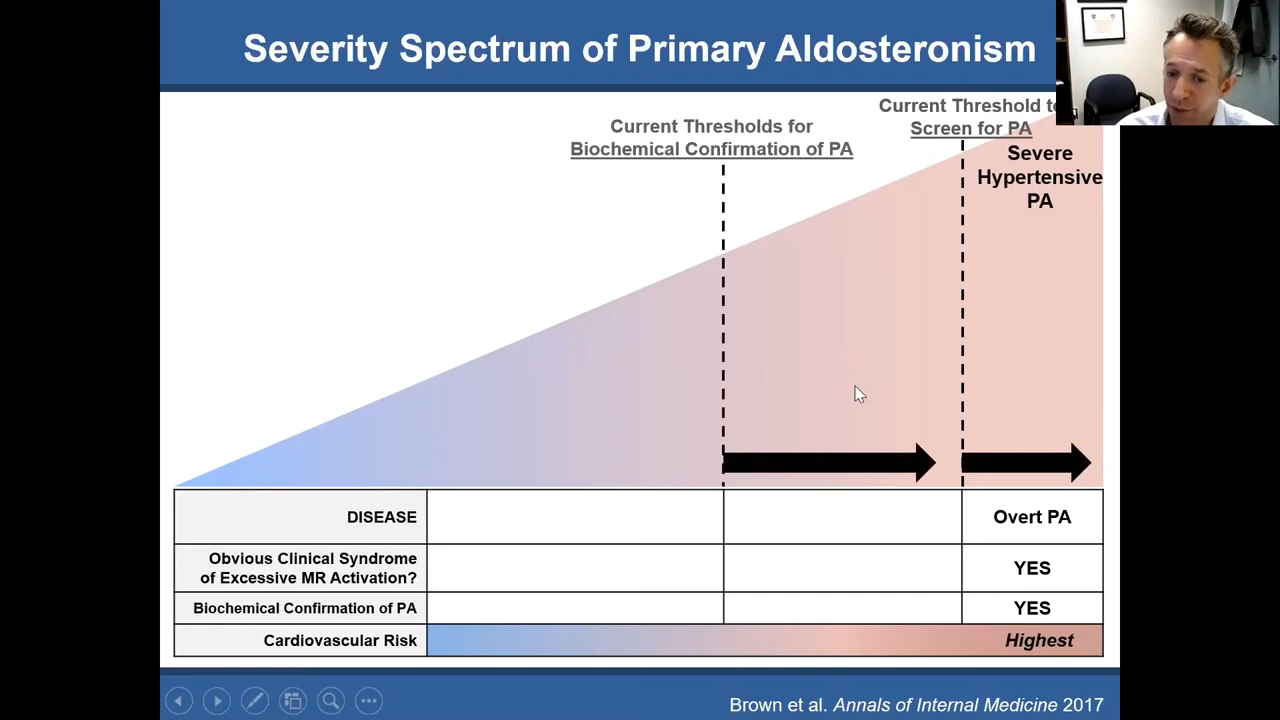 Severity Spectrum of Primary Aldosteronism
Current Thresholds for
Biochemical Confirmation of PA
Current Threshold
Screen for PA
Severe
Hypertensive
PA
DISEASE
Overt PA
Obvious Clinical Syndrome
of Excessive MR Activation?
YES
Biochemical Confirmation of PA
YES
Cardiovascular Risk
Highest
Brown et al. Annals of Internal Medicine 2017